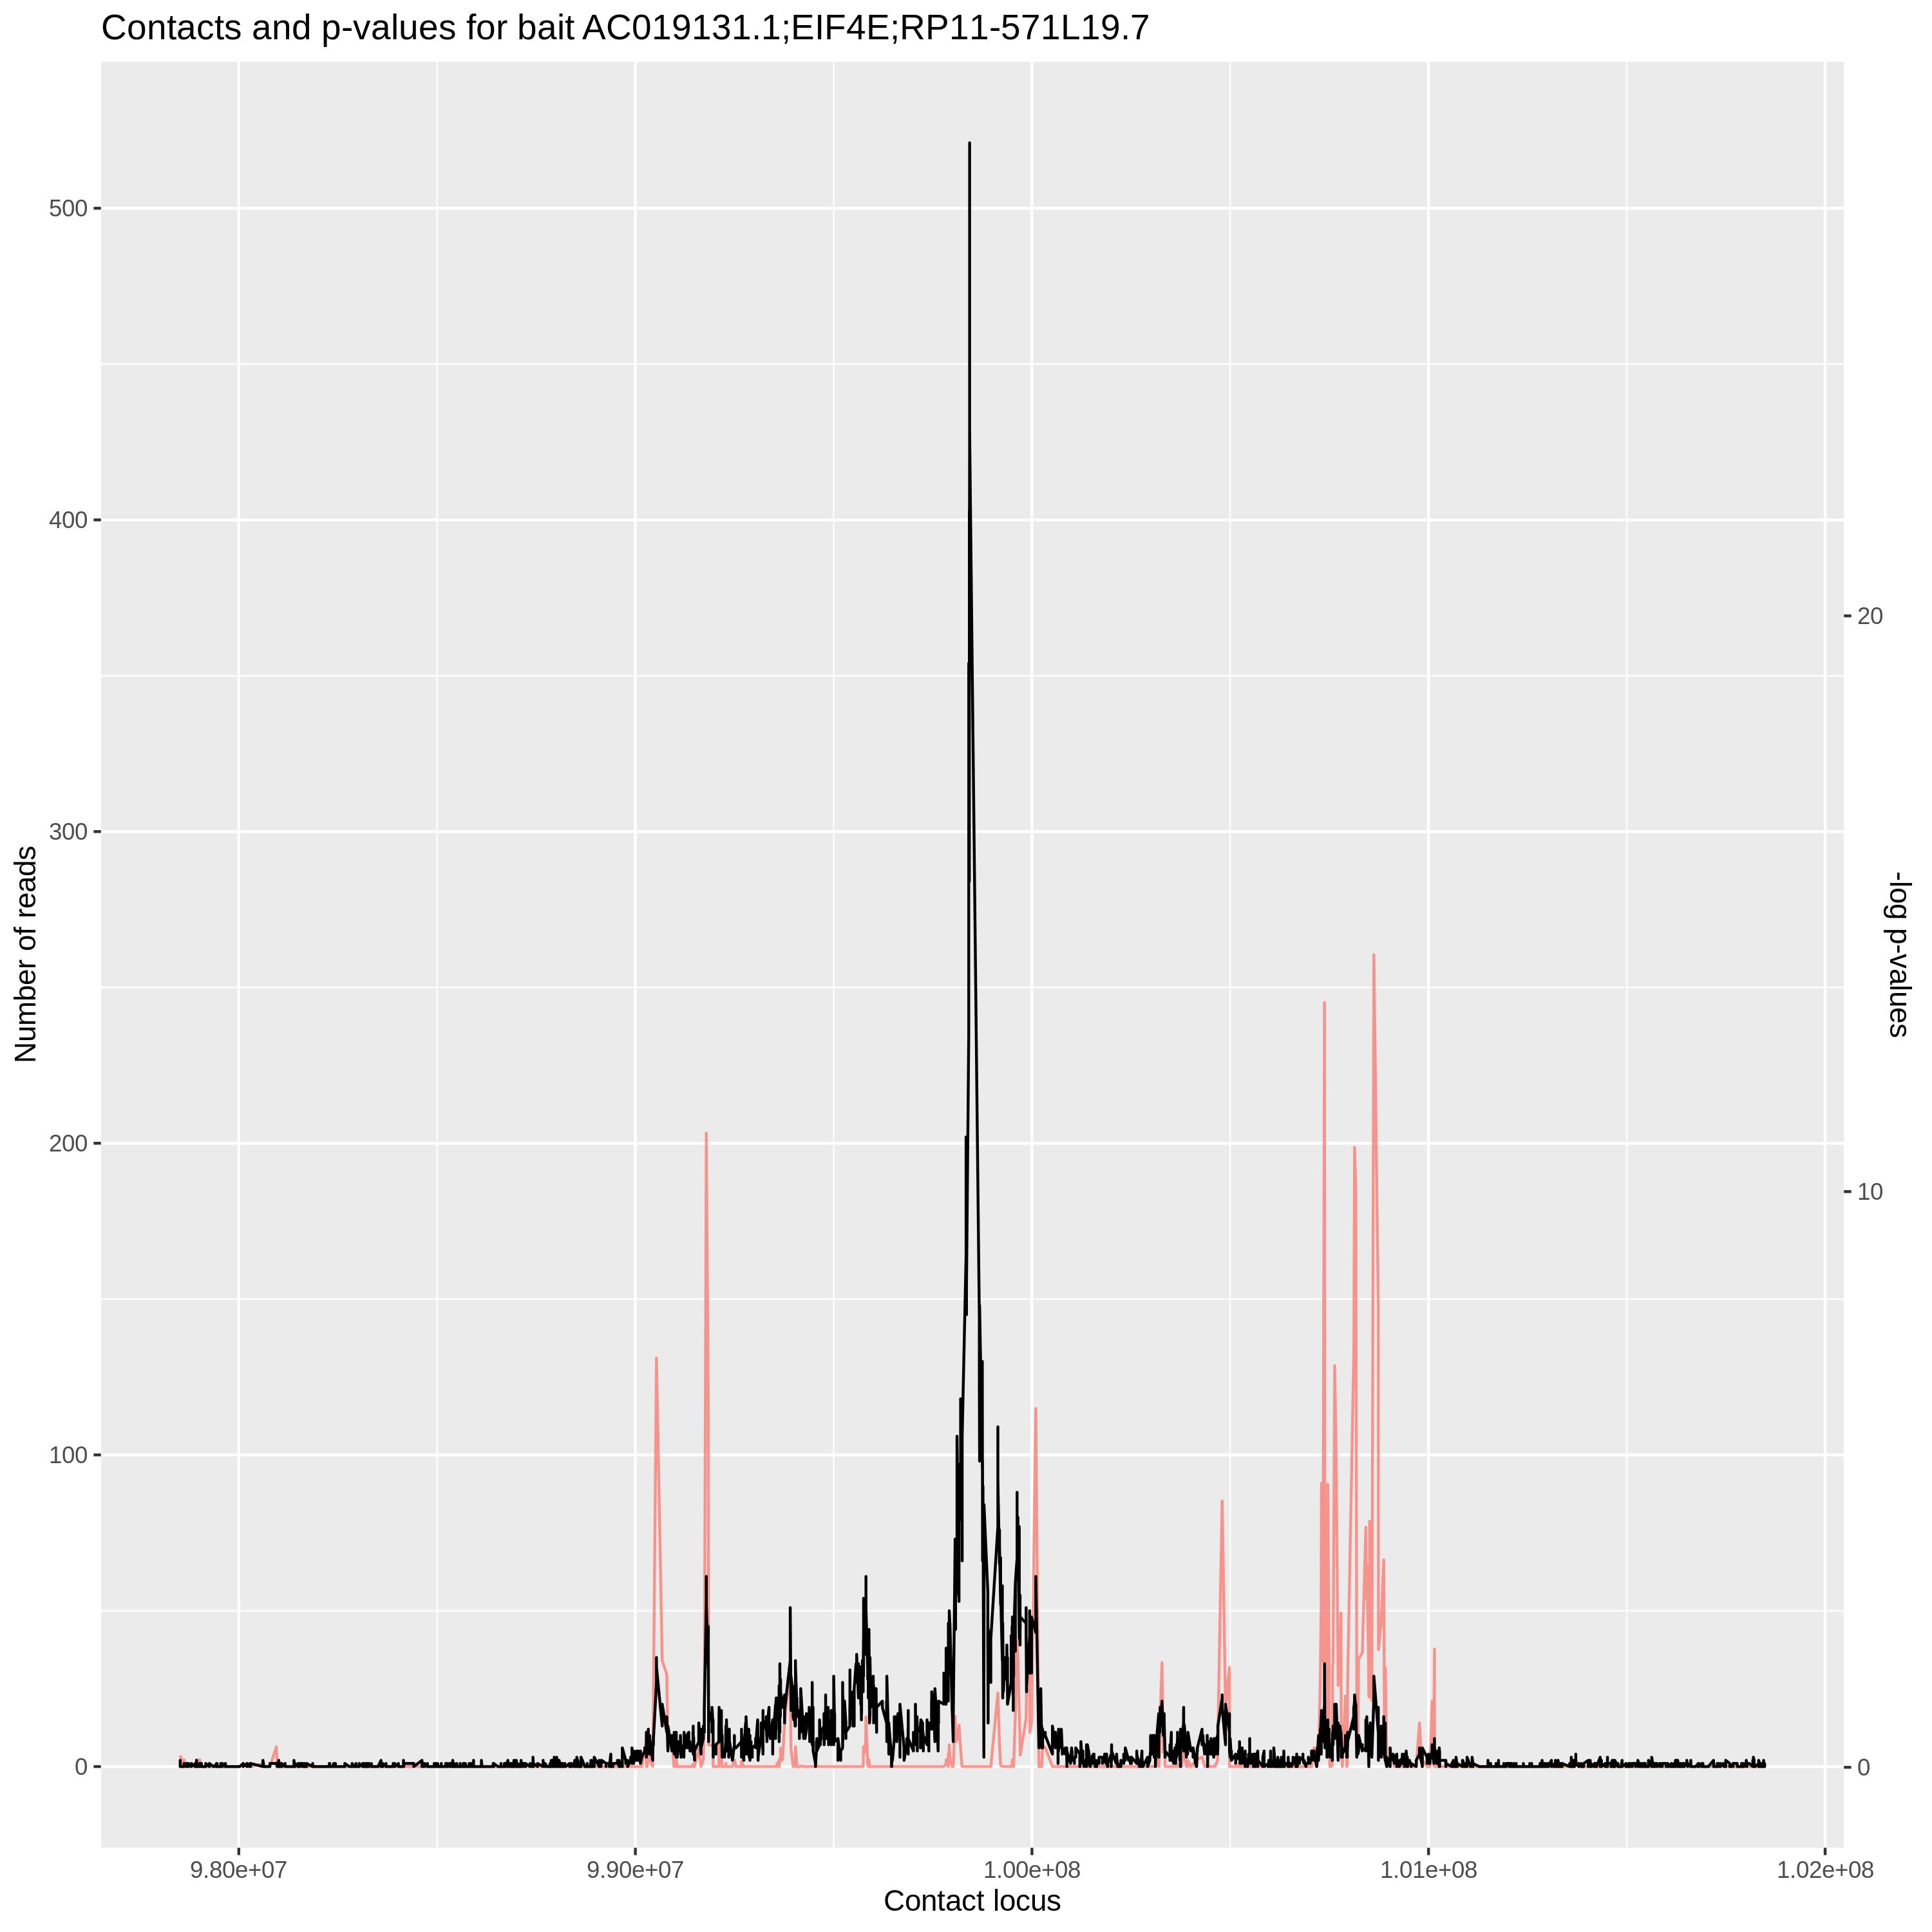 Contacts and p-values for bait AC019131.1;EIF4E;RP11-571L19.7
500
400
300
200
100
0
Number of reads
20
10
0
-log p-values
9.80e+07
9.90e+07
1.00e+08
1.01e+08
1.02e+08
Contact locus